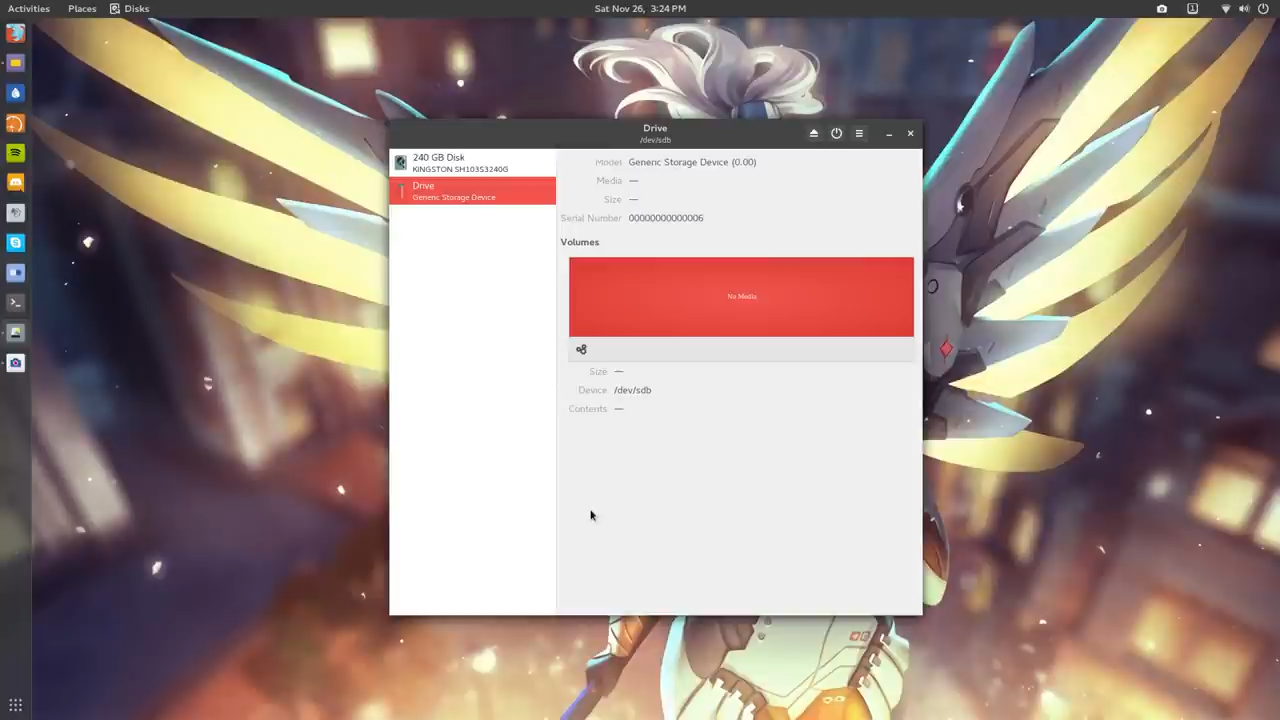 Activities Places Disks Sat Nov 26, 3:24 PM 1
Drive
/dev/sdb
240 GB Disk
KINGSTON SH103S3240G
Drive
Generic Storage Device
Model Generic Storage Device (0.00)
Media —
Size —
Serial Number 00000000000006
Volumes
No Media
Size —
Device /dev/sdb
Contents —